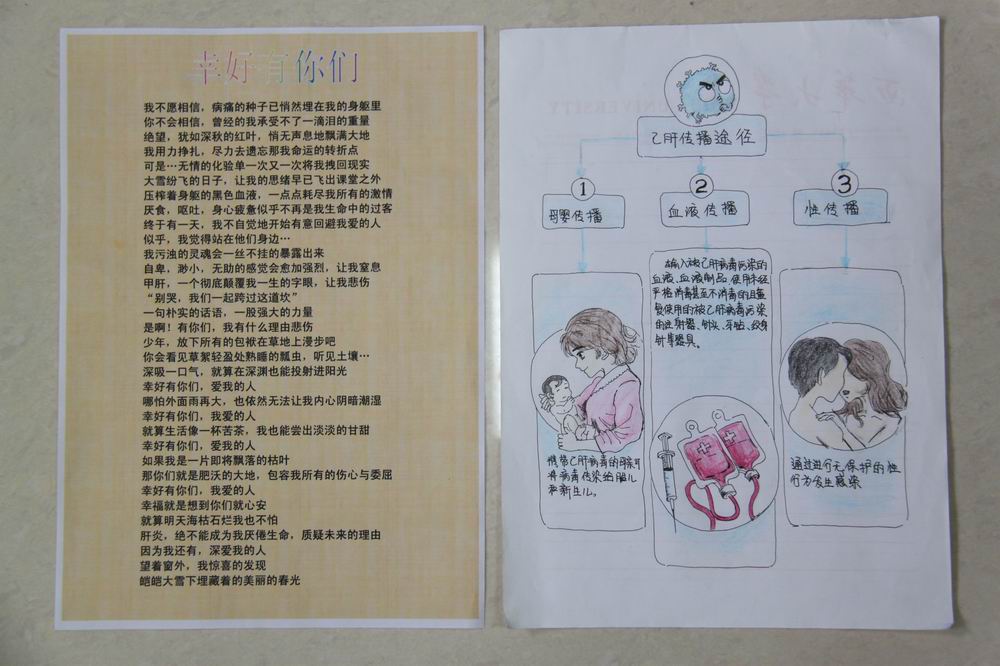 幸好有你们
我不愿相信，病痛的种子已悄然埋在我的身躯里
你不会相信，曾经的我承受不了一滴泪的重量
绝望，犹如深秋的红叶，悄无声息地飘满大地
我用力挣扎，尽力去遗忘那我命运的转折点
可是…无情的化验单一次又一次将我拽回现实
大雪纷飞的日子，让我的思绪早已飞出课堂之外
压榨着身躯的黑色血液，一点点耗尽我所有的激情
厌食，呕吐，身心疲惫似乎不再是我生命中的过客
终于有一天，我不自觉地开始有意回避我爱的人
似乎，我觉得站在他们身边…
我污浊的灵魂会一丝不挂的暴露出来
自卑，渺小，无助的感觉会愈加强烈，让我窒息
甲肝，一个彻底颠覆我一生的字眼，让我悲伤
“别哭，我们一起跨过这道坎”
一句朴实的话语，一股强大的力量
是啊！有你们，我有什么理由悲伤
少年，放下所有的包袱在草地上漫步吧
你会看见草絮轻盈处熟睡的瓢虫，听见土壤…
深吸一口气，就算在深渊也能投射进阳光
幸好有你们，爱我的人
哪怕外面雨再大，也依然无法让我内心阴暗潮湿
幸好有你们，我爱的人
就算生活像一杯苦茶，我也能尝出淡淡的甘甜
幸好有你们，爱我的人
如果我是一片即将飘落的枯叶
那你们就是肥沃的大地，包容我所有的伤心与委屈
幸好有你们，我爱的人
幸福就是想到你们就心安
就算明天海枯石烂我也不怕
肝炎，绝不能成为我厌倦生命，质疑未来的理由
因为我还有，深爱我的人
望着窗外，我惊喜的发现
皑皑大雪下埋藏着的美丽的春光
乙肝传播途径
1
母婴传播
携带乙肝病毒的母亲可
将病毒传染给胎儿
和新生儿。
2
血液传播
输入被乙肝病毒污染的
血液、血液制品，使用未经
严格消毒甚至不消毒的且重
复使用的被乙肝病毒污染
的注射器、针头、牙钻、纹身
针等器具。
3
性传播
通过进行无保护的性
行为发生感染
UNIVERSITY